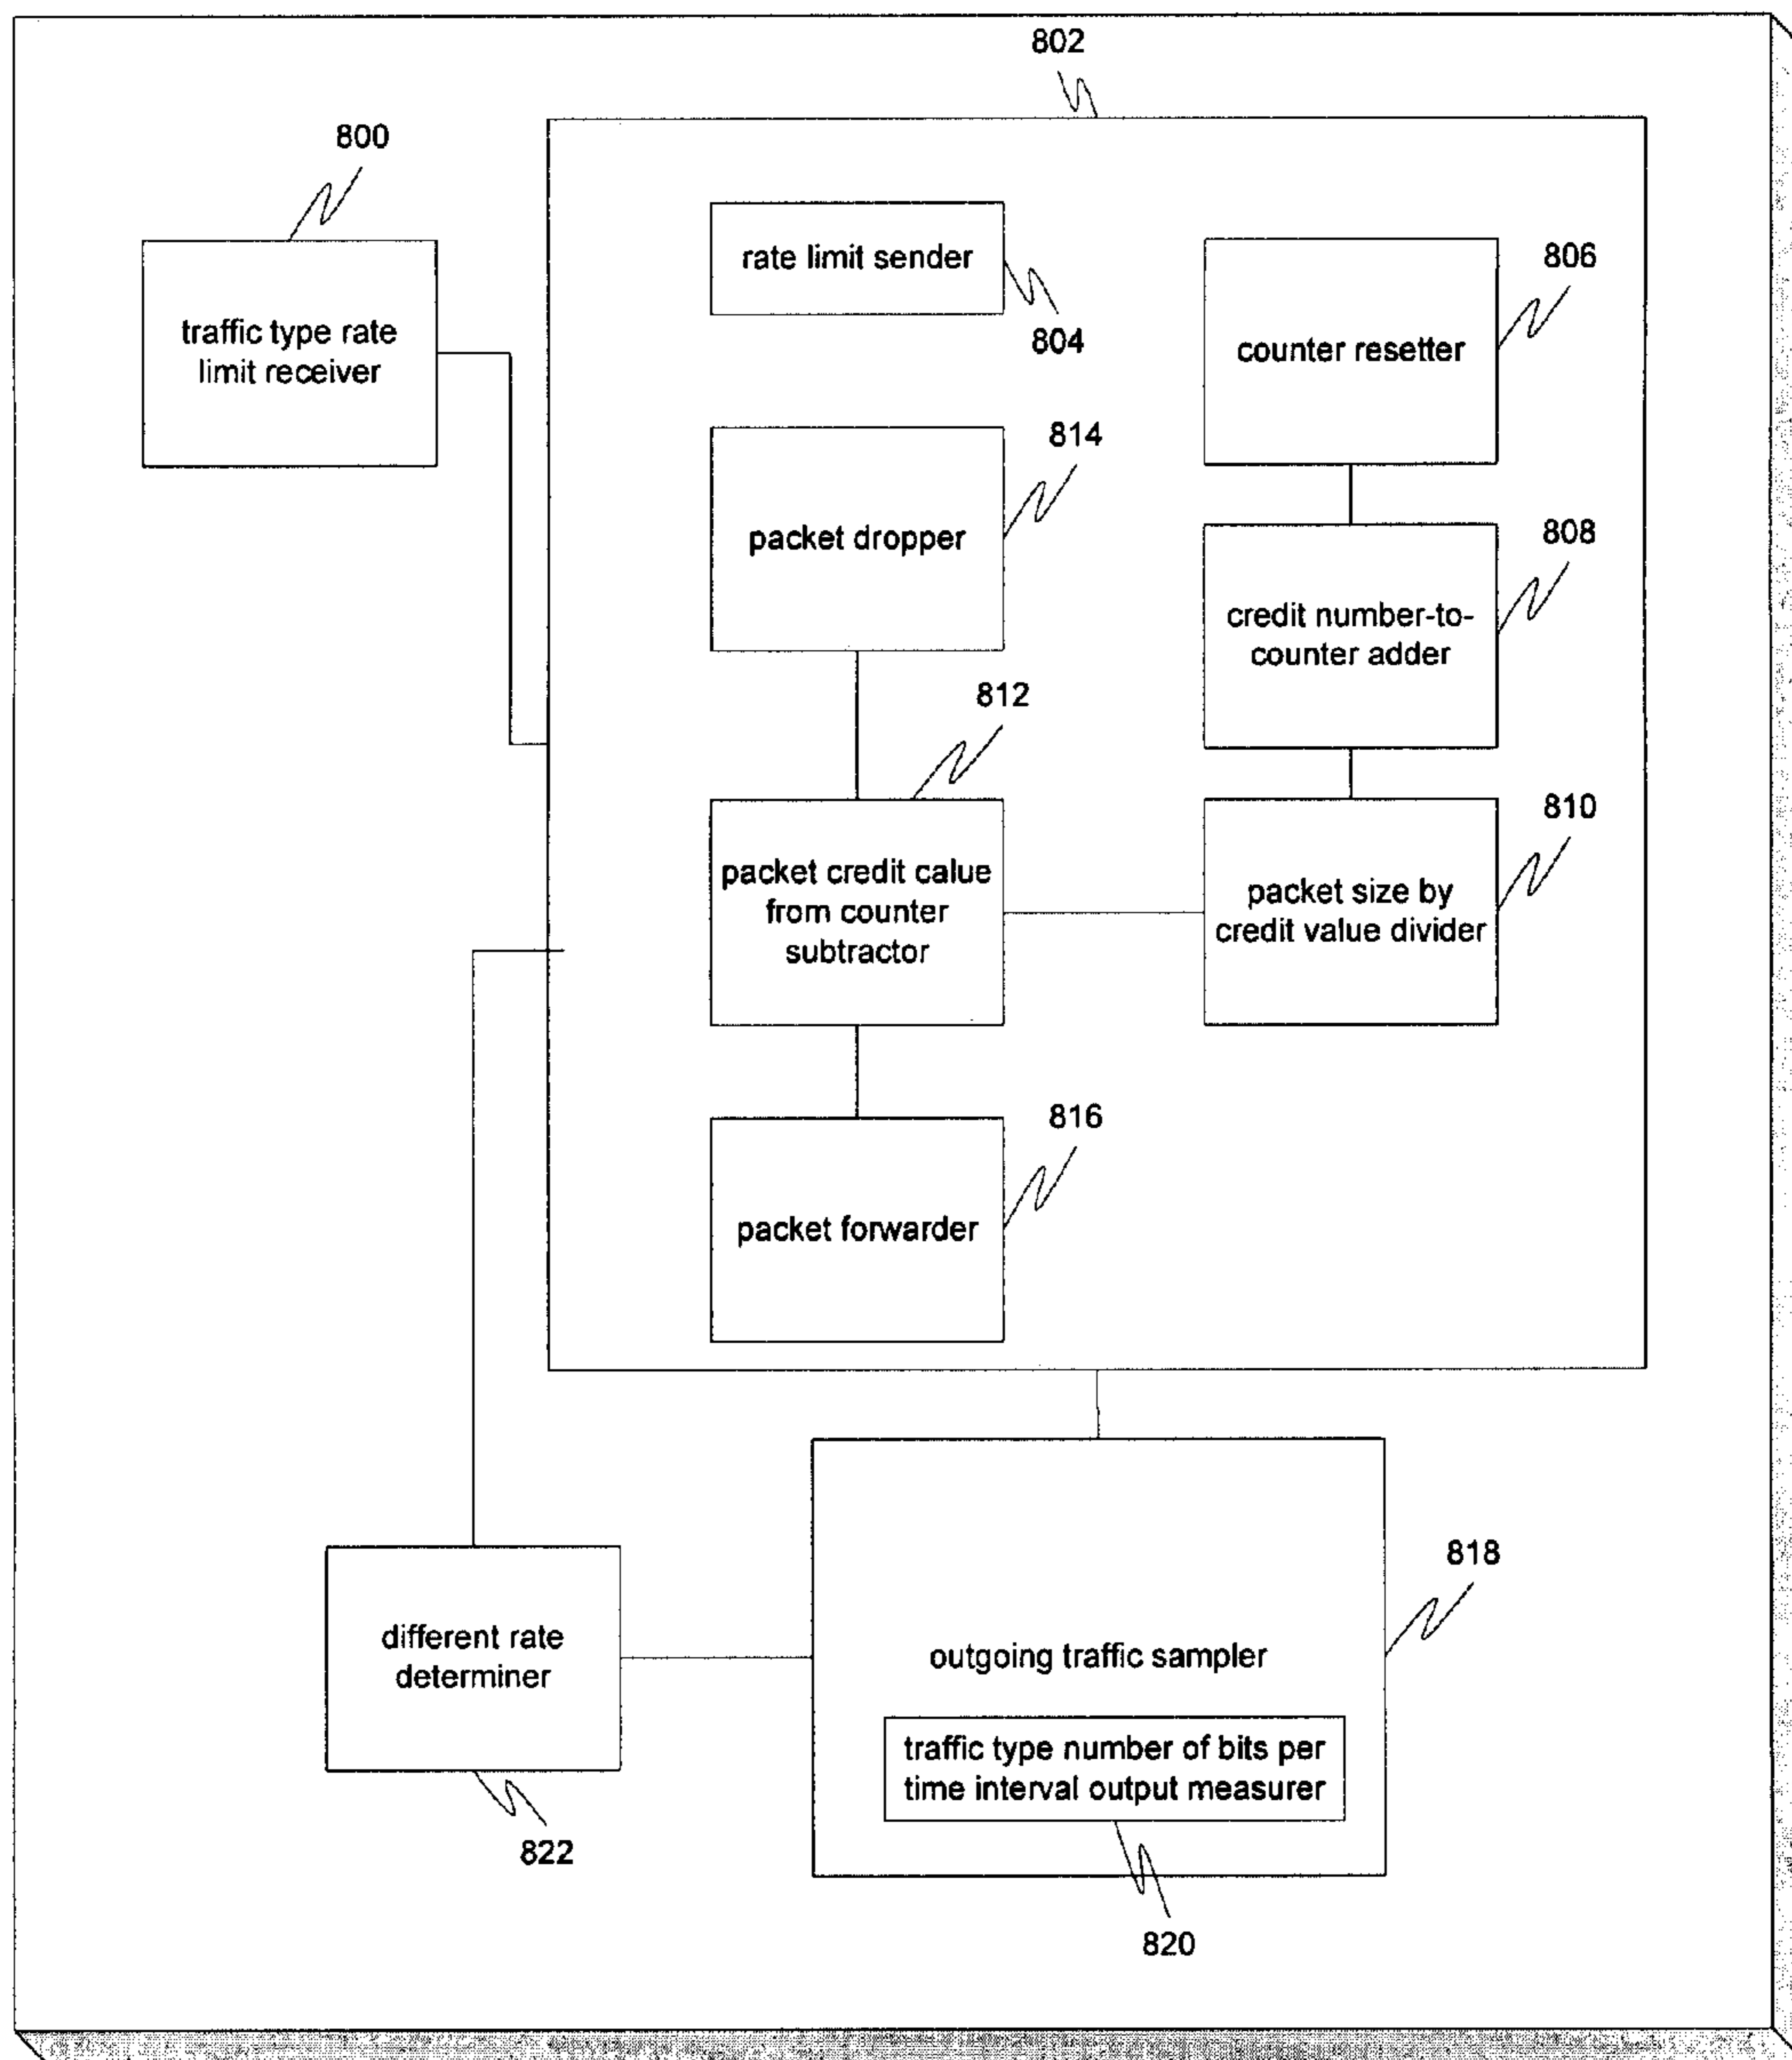 802
800
rate limit sender
804
806
traffic type rate
limit receiver
counter resetter
814
packet dropper
808
credit number-to-
counter adder
812
810
packet credit calue
from counter
subtractor
packet size by
credit value divider
816
packet forwarder
818
different rate
determiner
outgoing traffic sampler
traffic type number of bits per
time interval output measurer
822
820